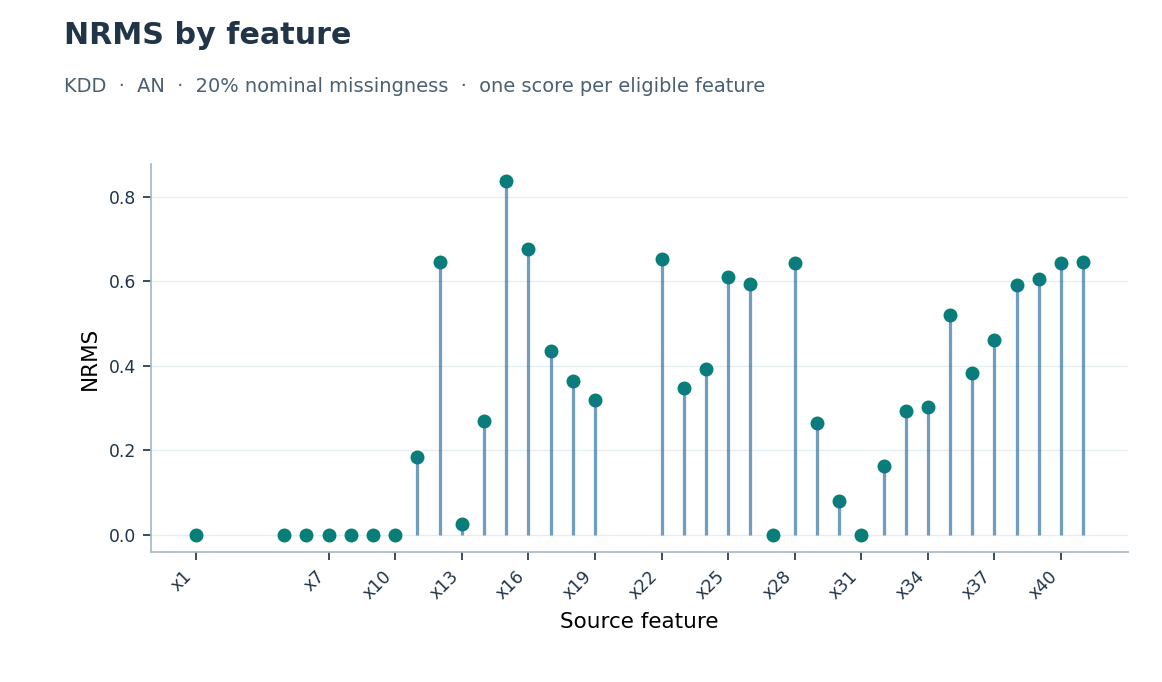 NRMS by feature
KDD · AN · 20% nominal missingness · one score per eligible feature
0.8
0.6
0.4
0.2
0.0
NRMS
x1
x7
x10
x13
x16
x19
x22
x25
x28
x31
x34
x37
x40
Source feature